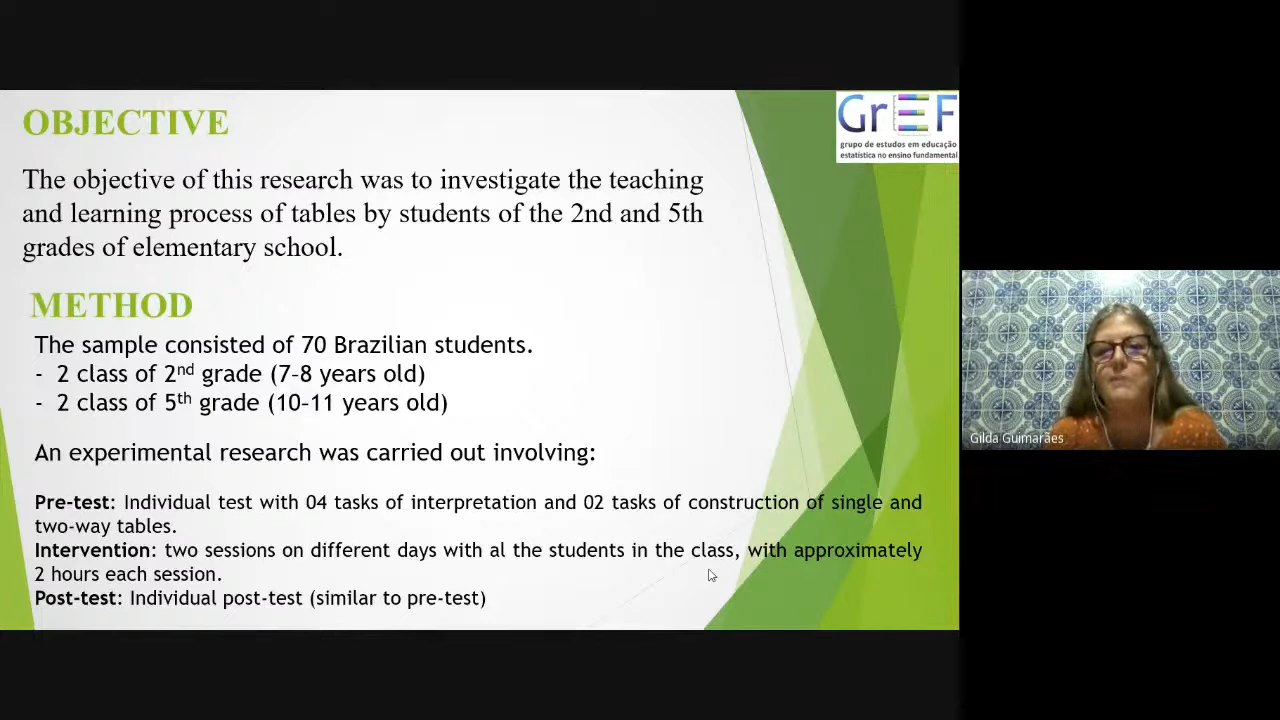 OBJECTIVE
GrEF
grupo de estudos em educação
estatística no ensino fundamental
The objective of this research was to investigate the teaching
and learning process of tables by students of the 2nd and 5th
grades of elementary school.
METHOD
The sample consisted of 70 Brazilian students.
- 2 class of 2nd grade (7-8 years old)
- 2 class of 5th grade (10-11 years old)
An experimental research was carried out involving:
Pre-test: Individual test with 04 tasks of interpretation and 02 tasks of construction of single and
two-way tables.
Intervention: two sessions on different days with al the students in the class, with approximately
2 hours each session.
Post-test: Individual post-test (similar to pre-test)
Gilda Guimarães